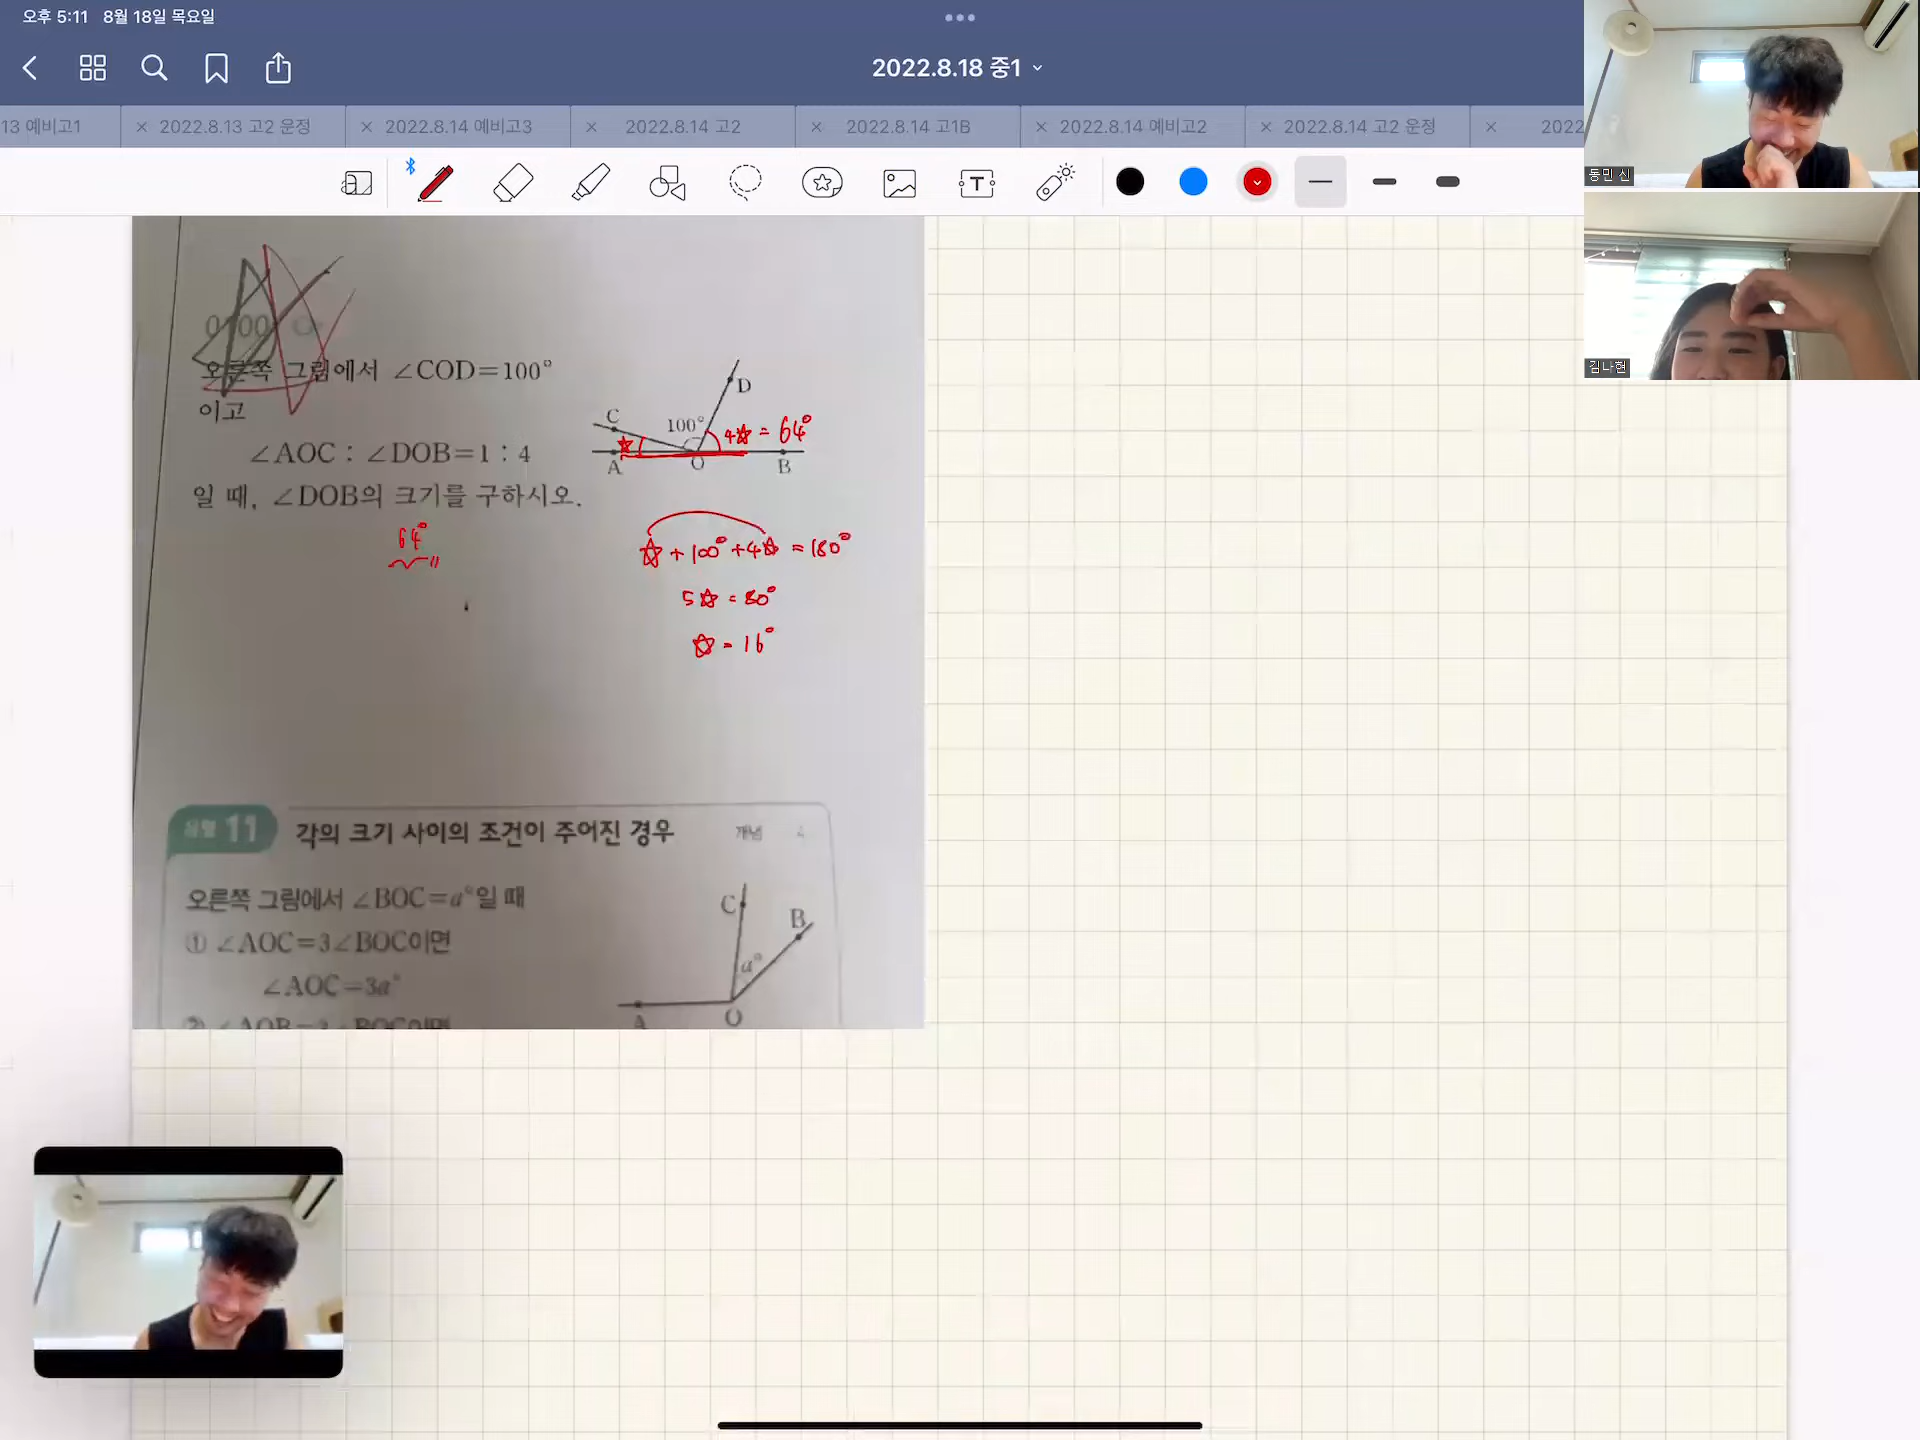 오후 5:11 8월 18일 목요일
2022.8.18 중1
13 예비고1
2022.8.13 고2 운정
2022.8.14 예비고3
2022.8.14 고2
2022.8.14 고1B
2022.8.14 예비고2
2022.8.14 고2 운정
2022
T
동민 신
김나현
오른쪽 그림에서 ∠COD=100°
이고
∠AOC : ∠DOB=1 : 4
일 때, ∠DOB의 크기를 구하시오.
64°
D
C
100°
4☆ = 64°
☆
A
O
B
☆ + 100° + 4☆ = 180°
5☆ = 80°
☆ = 16°
유형 11 각의 크기 사이의 조건이 주어진 경우 개념 4
오른쪽 그림에서 ∠BOC=a°일 때
① ∠AOC=3∠BOC이면
∠AOC=3a°
C
B
a°
A
O